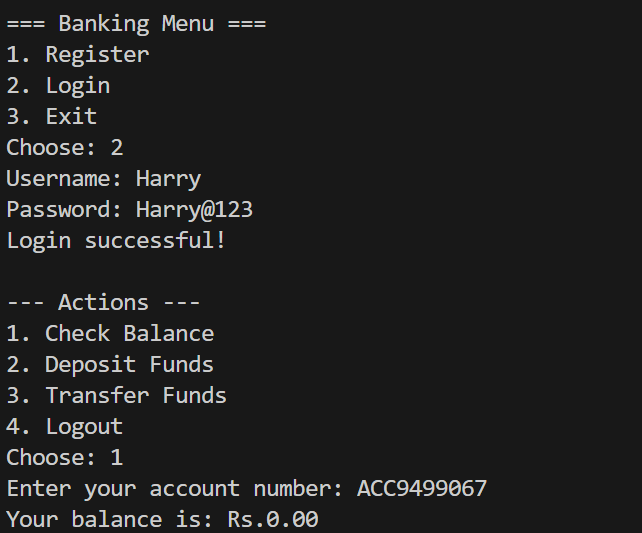 === Banking Menu ===
1. Register
2. Login
3. Exit
Choose: 2
Username: Harry
Password: Harry@123
Login successful!
--- Actions ---
1. Check Balance
2. Deposit Funds
3. Transfer Funds
4. Logout
Choose: 1
Enter your account number: ACC9499067
Your balance is: Rs.0.00